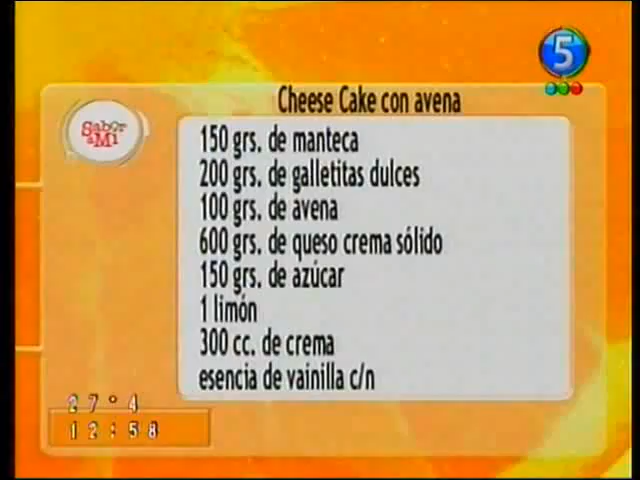 5
Cheese Cake con avena
Sabor
a Mi
150 grs. de manteca
200 grs. de galletitas dulces
100 grs. de avena
600 grs. de queso crema sólido
150 grs. de azúcar
1 limón
300 cc. de crema
esencia de vainilla c/n
27°4
12:58